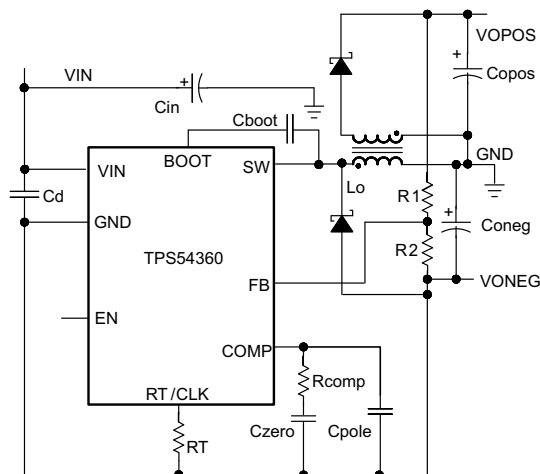 VOPOS
VIN
+
Copos
+
Cin
Cboot
GND
BOOT
SW
VIN
Lo
R1
Cd
+
Coneg
GND
TPS54360
R2
FB
VONEG
EN
COMP
Rcomp
RT/CLK
Czero
Cpole
RT